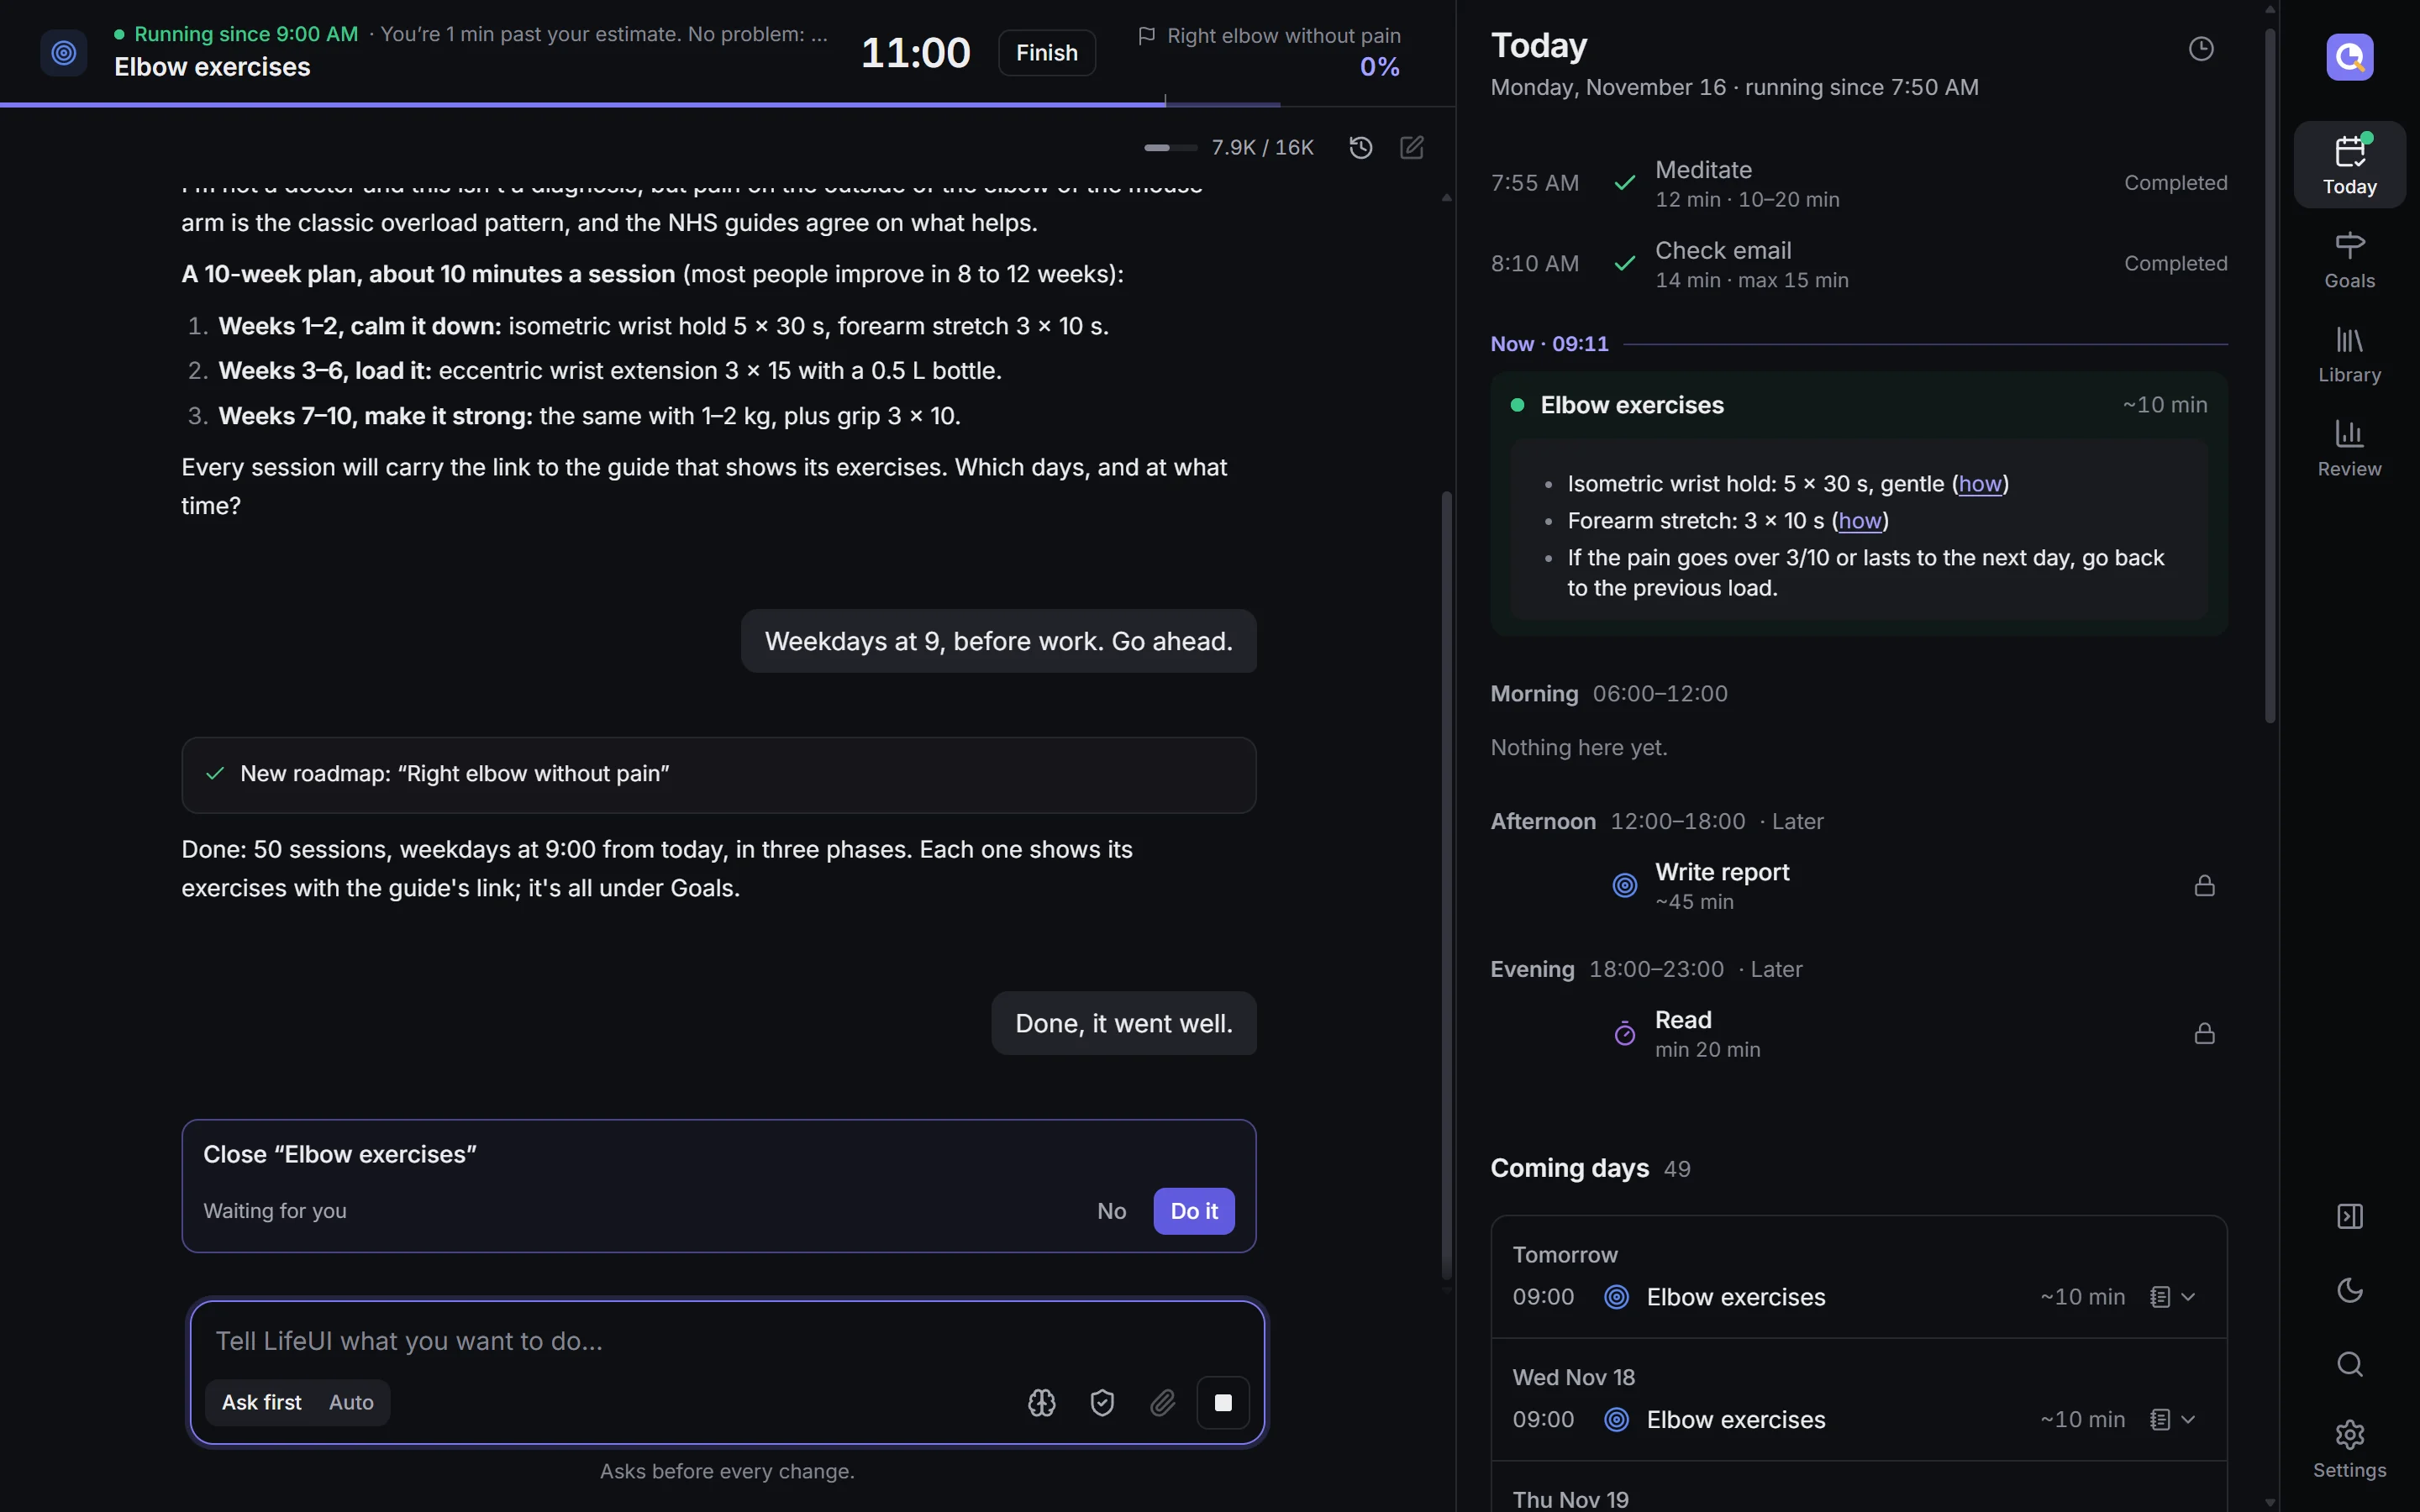 Running since 9:00 AM · You're 1 min past your estimate. No problem: ...
Elbow exercises
11:00
Finish
Right elbow without pain
0%
7.9K / 16K
arm is the classic overload pattern, and the NHS guides agree on what helps.
A 10-week plan, about 10 minutes a session (most people improve in 8 to 12 weeks):
1. Weeks 1–2, calm it down: isometric wrist hold 5 × 30 s, forearm stretch 3 × 10 s.
2. Weeks 3–6, load it: eccentric wrist extension 3 × 15 with a 0.5 L bottle.
3. Weeks 7–10, make it strong: the same with 1–2 kg, plus grip 3 × 10.
Every session will carry the link to the guide that shows its exercises. Which days, and at what
time?
Weekdays at 9, before work. Go ahead.
New roadmap: “Right elbow without pain”
Done: 50 sessions, weekdays at 9:00 from today, in three phases. Each one shows its
exercises with the guide's link; it's all under Goals.
Done, it went well.
Close “Elbow exercises”
Waiting for you
No
Do it
Tell LifeUI what you want to do...
Ask first
Auto
Asks before every change.
Today
Monday, November 16 · running since 7:50 AM
7:55 AM
Meditate
12 min · 10–20 min
Completed
8:10 AM
Check email
14 min · max 15 min
Completed
Now · 09:11
Elbow exercises
~10 min
• Isometric wrist hold: 5 × 30 s, gentle (how)
• Forearm stretch: 3 × 10 s (how)
• If the pain goes over 3/10 or lasts to the next day, go back
to the previous load.
Morning 06:00–12:00
Nothing here yet.
Afternoon 12:00–18:00 · Later
Write report
~45 min
Evening 18:00–23:00 · Later
Read
min 20 min
Coming days 49
Tomorrow
09:00 Elbow exercises ~10 min
Wed Nov 18
09:00 Elbow exercises ~10 min
Thu Nov 19
Today
Goals
Library
Review
Settings